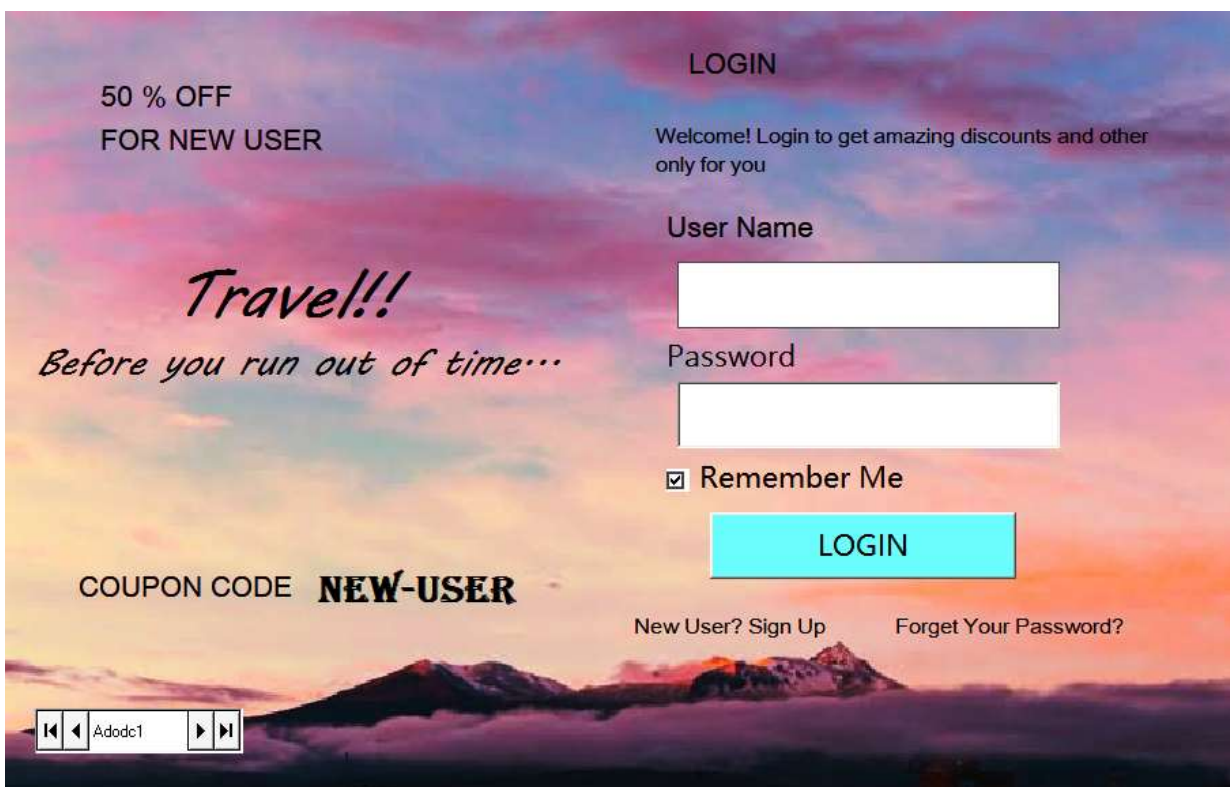 50 % OFF
FOR NEW USER
Travel!!
Before you run out of time...
COUPON CODE NEW-USER
Adodc1
LOGIN
Welcome! Login to get amazing discounts and other
only for you
User Name
Password
Remember Me
LOGIN
New User? Sign Up
Forget Your Password?